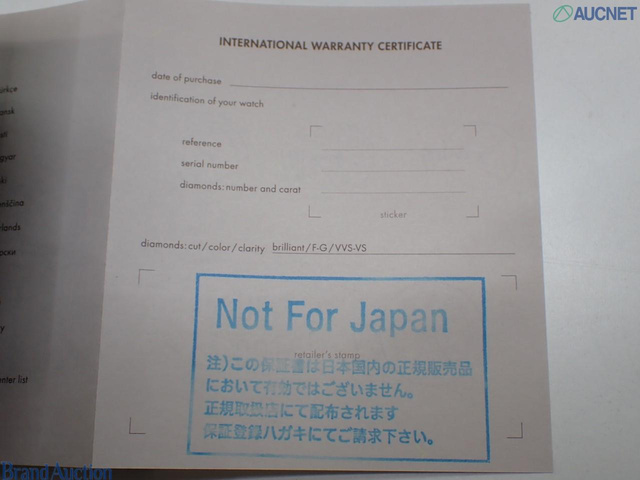 AUCNET
INTERNATIONAL WARRANTY CERTIFICATE
date of purchase
identification of your watch
reference
serial number
diamonds: number and carat
sticker
diamonds: cut/color/clarity brilliant/F-G/VVS-VS
Not For Japan
retailer's stamp
注）この保証書は日本国内の正規販売品
において有効ではございません。
正規取扱店にて配布されます
保証登録ハガキにてご請求下さい。
enter list
Brand Auction